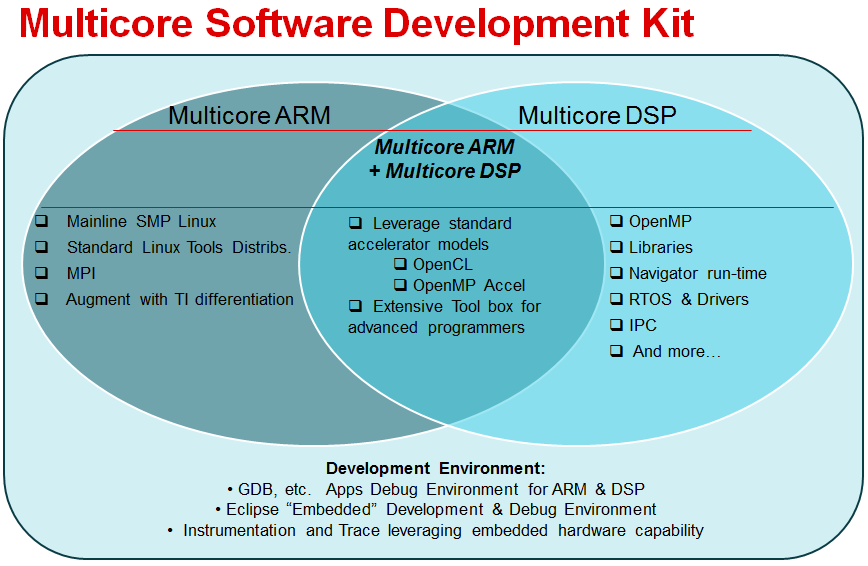 Multicore Software Development Kit
Multicore ARM
Multicore DSP
Multicore ARM
+ Multicore DSP
❑ Mainline SMP Linux
❑ Standard Linux Tools Distribs.
❑ MPI
❑ Augment with TI differentiation
❑ Leverage standard
accelerator models
❑ OpenCL
❑ OpenMP Accel
❑ Extensive Tool box for
advanced programmers
❑ OpenMP
❑ Libraries
❑ Navigator run-time
❑ RTOS & Drivers
❑ IPC
❑ And more…
Development Environment:
• GDB, etc. Apps Debug Environment for ARM & DSP
• Eclipse “Embedded” Development & Debug Environment
• Instrumentation and Trace leveraging embedded hardware capability